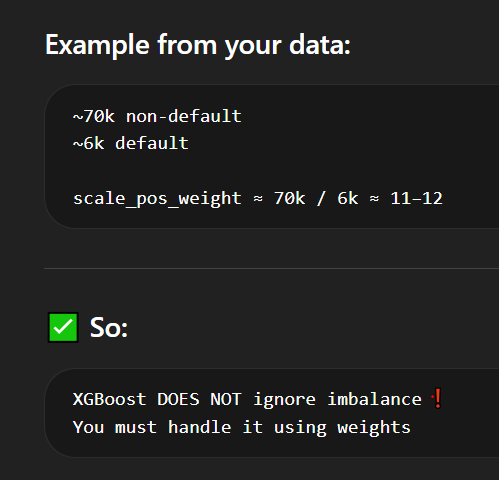 Example from your data:
~70k non-default
~6k default
scale_pos_weight ≈ 70k / 6k ≈ 11–12
✅ So:
XGBoost DOES NOT ignore imbalance❗
You must handle it using weights